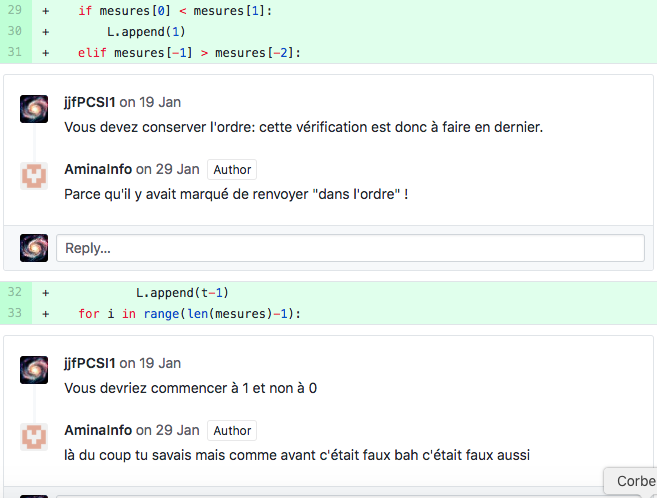 29 + if mesures[0] < mesures[1]:
30 + L.append(1)
31 + elif mesures[-1] > mesures[-2]:
jjfPCSI1 on 19 Jan
Vous devez conserver l'ordre: cette vérification est donc à faire en dernier.
AminaInfo on 29 Jan Author
Parce qu'il y avait marqué de renvoyer "dans l'ordre" !
Reply...
32 + L.append(t-1)
33 + for i in range(len(mesures)-1):
jjfPCSI1 on 19 Jan
Vous devriez commencer à 1 et non à 0
AminaInfo on 29 Jan Author
là du coup tu savais mais comme avant c'était faux bah c'était faux aussi
Corbe